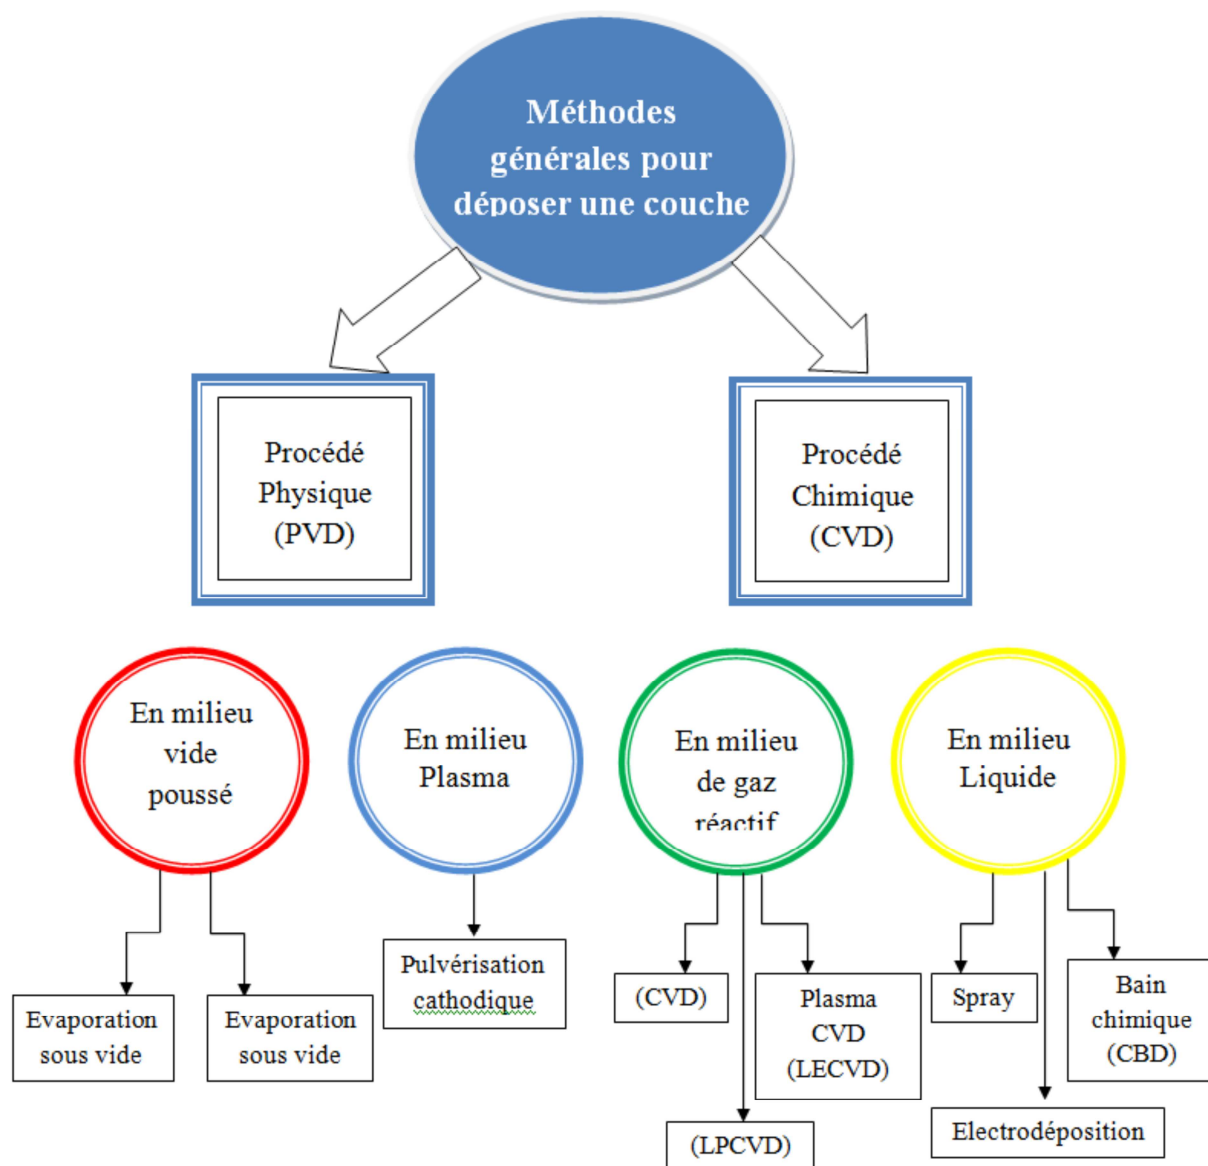 Méthodes
générales pour
déposer une couche
Procédé
Physique
(PVD)
Procédé
Chimique
(CVD)
En milieu
vide
poussé
En milieu
Plasma
En milieu
de gaz
réactif
En milieu
Liquide
Evaporation
sous vide
Evaporation
sous vide
Pulvérisation
cathodique
(CVD)
(LPCVD)
Plasma
CVD
(LECVD)
Spray
Electrodéposition
Bain
chimique
(CBD)